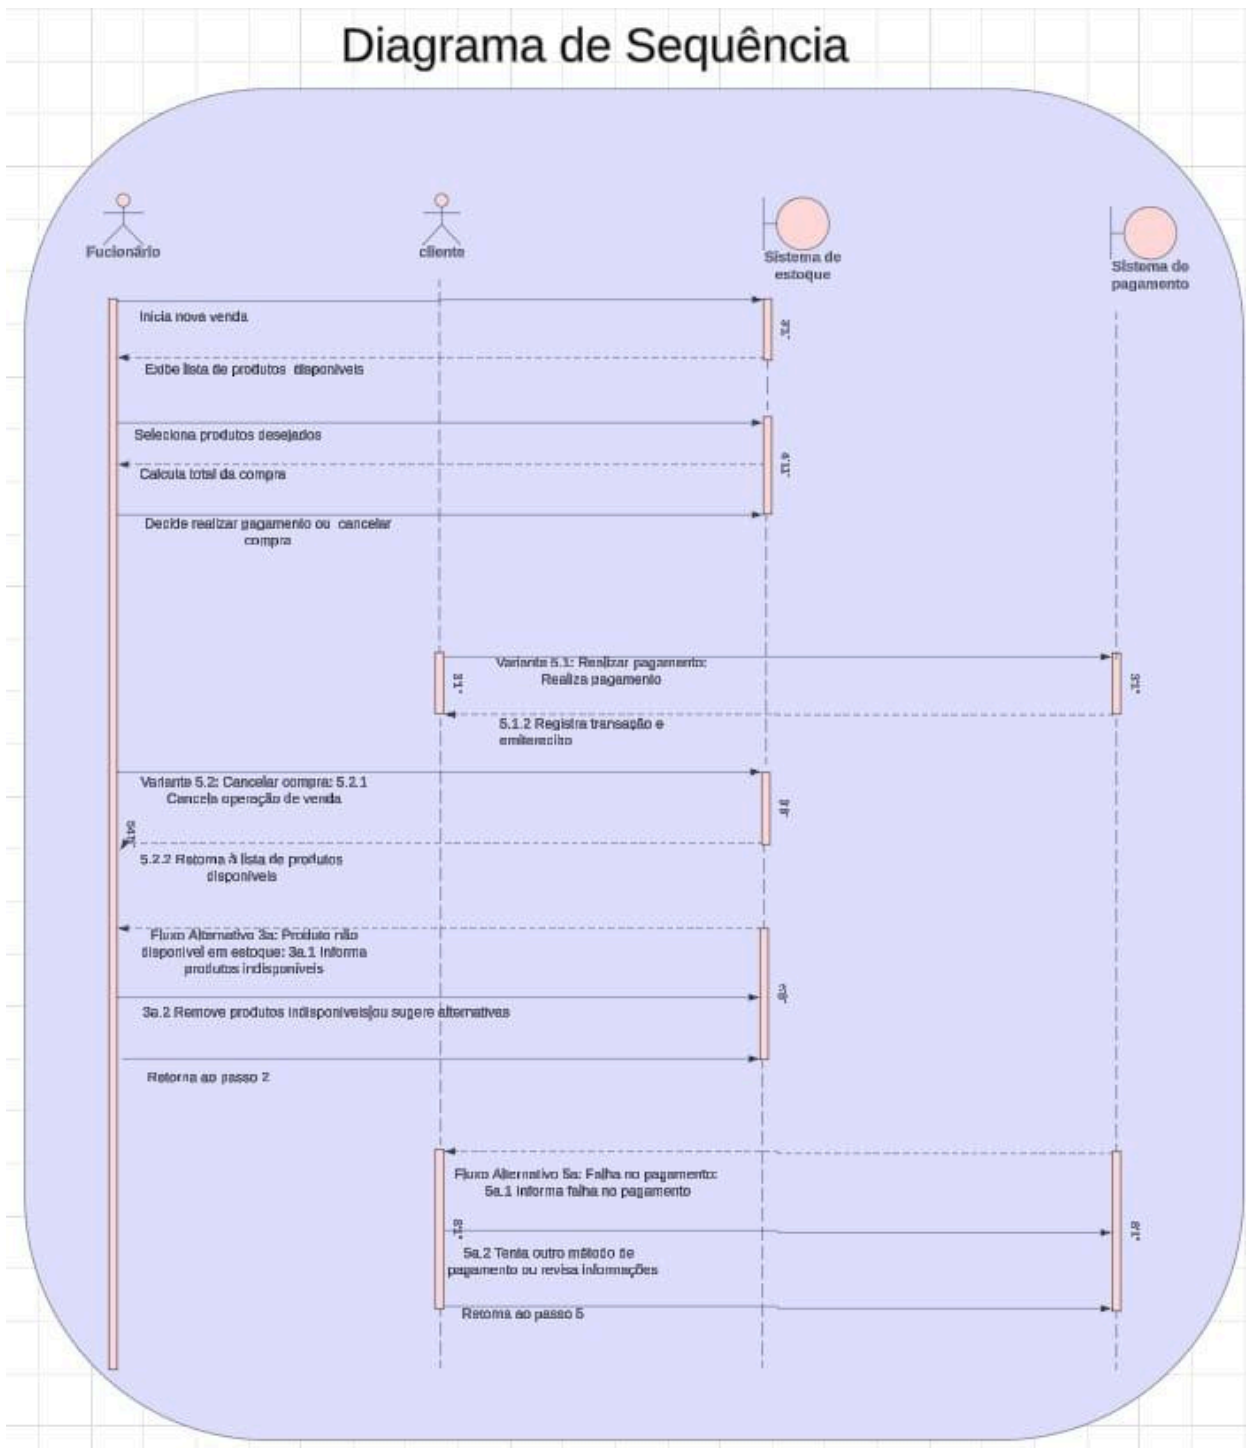 Diagrama de Sequência
Fucionário
cliente
Sistema de
estoque
Sistema de
pagamento
Inicia nova venda
Exibe lista de produtos disponíveis
Seleciona produtos desejados
Calcula total da compra
Decide realizar pagamento ou cancelar
compra
Variante 5.1: Realizar pagamento:
Realiza pagamento
5.1.2 Registra transação e
emiterecibo
Variante 5.2: Cancelar compra: 5.2.1
Cancela operação de venda
5.2.2 Retorna à lista de produtos
disponíveis
Fluxo Alternativo 3a: Produto não
disponível em estoque: 3a.1 Informa
produtos indisponíveis
3a.2 Remove produtos indisponíveis|ou sugere alternativas
Retorna ao passo 2
Fluxo Alternativo 5a: Falha no pagamento:
5a.1 Informa falha no pagamento
5a.2 Tenta outro método de
pagamento ou revisa informações
Retorna ao passo 5